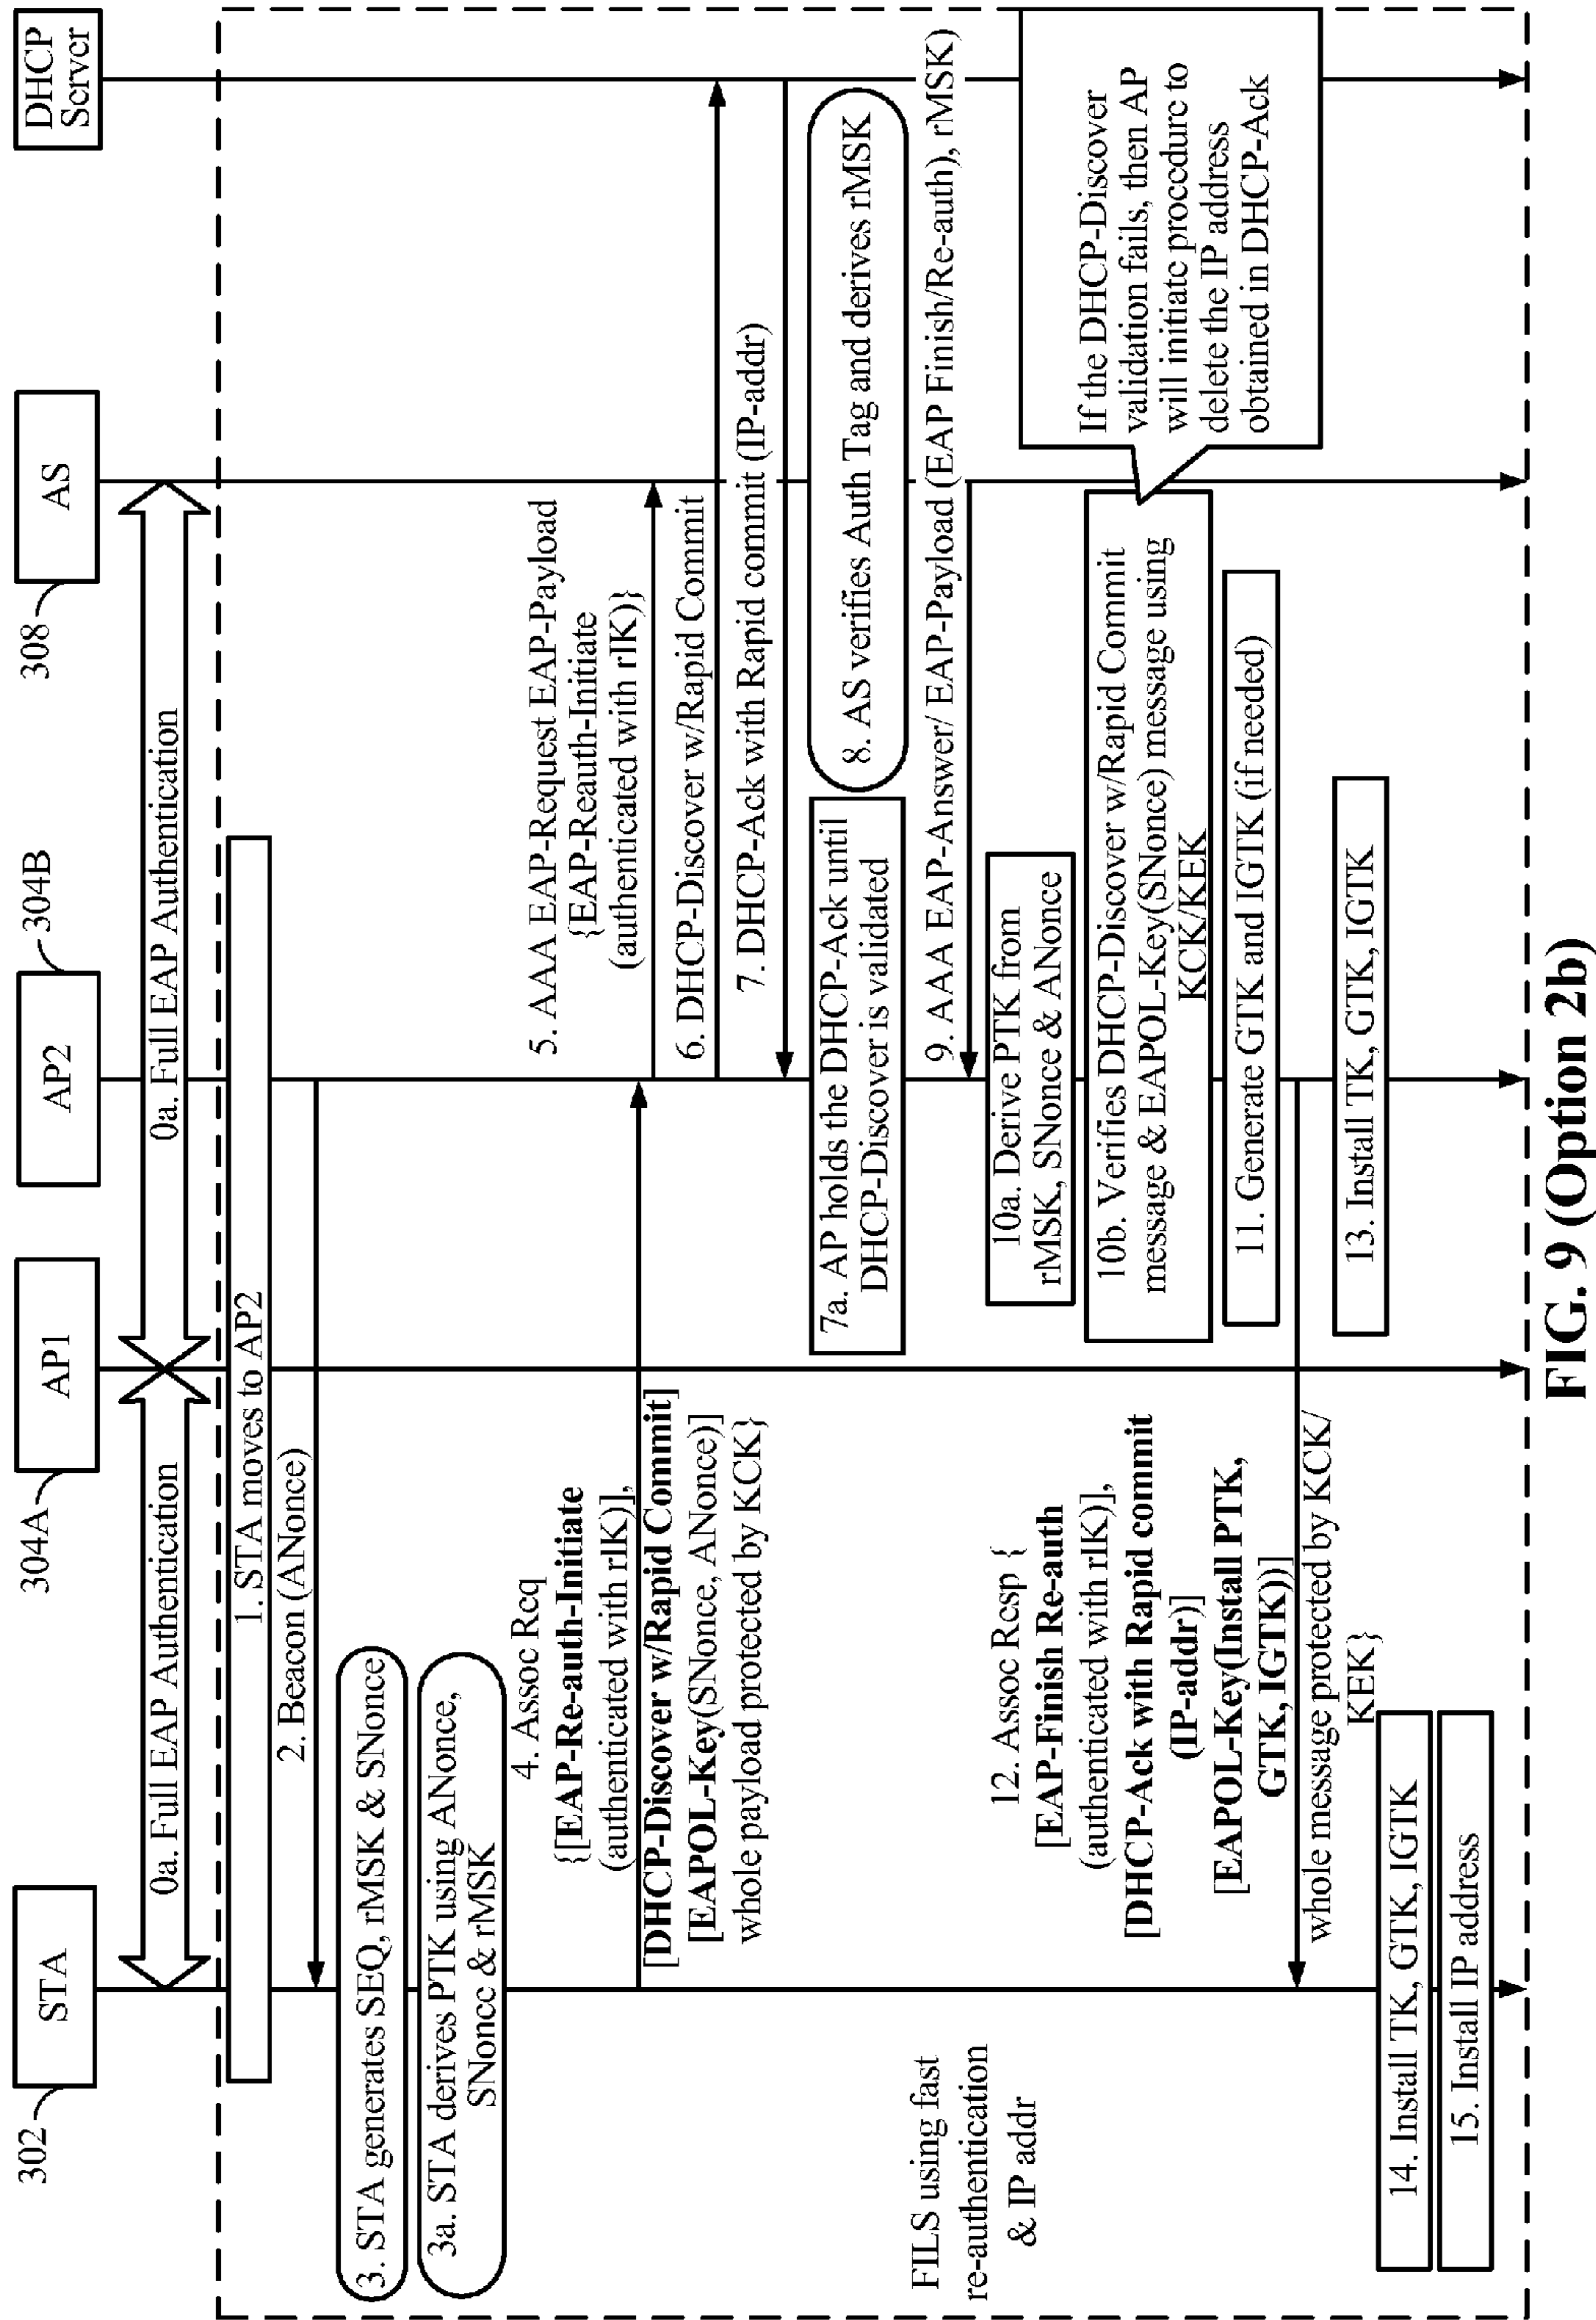 STA
AP1
AP2
AS
DHCP
Server
302
304A
304B
308
0a. Full EAP Authentication
0a. Full EAP Authentication
1. STA moves to AP2
2. Beacon (ANonce)
3. STA generates SEQ, rMSK & SNonce
3a. STA derives PTK using ANonce,
SNonce & rMSK
4. Assoc Req
{[EAP-Re-auth-Initiate
(authenticated with rIK)],
[DHCP-Discover w/Rapid Commit]
[EAPOL-Key(SNonce, ANonce)]
whole payload protected by KCK}
5. AAA EAP-Request EAP-Payload
{EAP-Reauth-Initiate
(authenticated with rIK)}
6. DHCP-Discover w/Rapid Commit
7. DHCP-Ack with Rapid commit (IP-addr)
7a. AP holds the DHCP-Ack until
DHCP-Discover is validated
8. AS verifies Auth Tag and derives rMSK
9. AAA EAP-Answer/ EAP-Payload (EAP Finish/Re-auth), rMSK)
10a. Derive PTK from
rMSK, SNonce & ANonce
10b. Verifies DHCP-Discover w/Rapid Commit
message & EAPOL-Key(SNonce) message using
KCK/KEK
If the DHCP-Discover
validation fails, then AP
will initiate procedure to
delete the IP address
obtained in DHCP-Ack
11. Generate GTK and IGTK (if needed)
12. Assoc Resp {
[EAP-Finish Re-auth
(authenticated with rIK)],
[DHCP-Ack with Rapid commit
(IP-addr)]
[EAPOL-Key(Install PTK,
GTK, IGTK))]
whole message protected by KCK/
KEK}
13. Install TK, GTK, IGTK
14. Install TK, GTK, IGTK
15. Install IP address
FILS using fast
re-authentication
& IP addr
FIG. 9 (Option 2b)